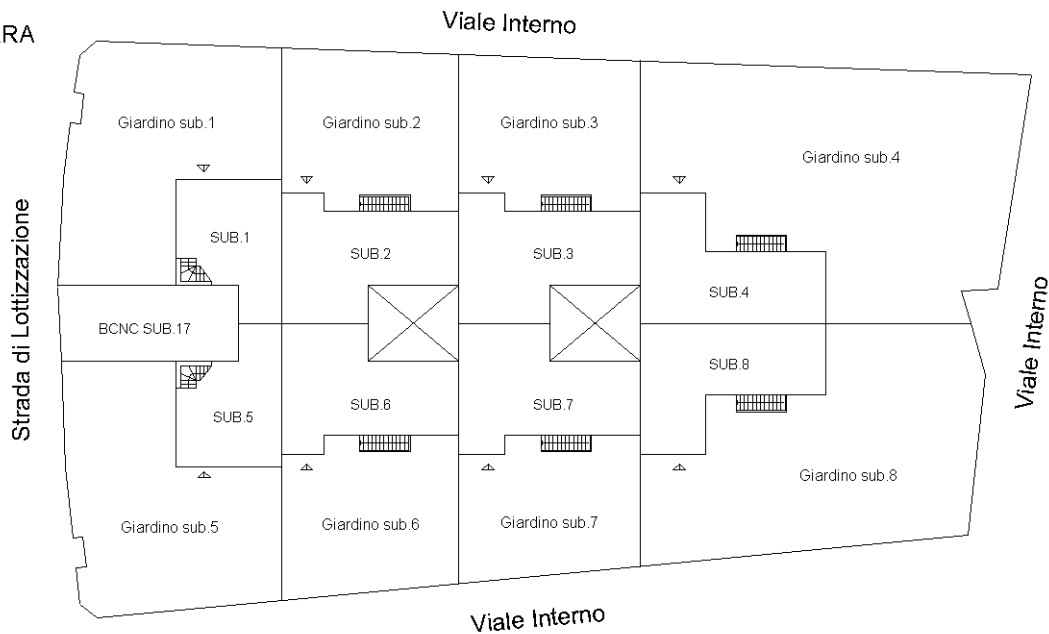 Viale Interno
Giardino sub.1
Giardino sub.2
Giardino sub.3
Giardino sub.4
SUB.1
SUB.2
SUB.3
SUB.4
Strada di Lottizzazione
BCNC SUB.17
Viale Interno
SUB.5
SUB.6
SUB.7
SUB.8
Giardino sub.5
Giardino sub.6
Giardino sub.7
Giardino sub.8
Viale Interno